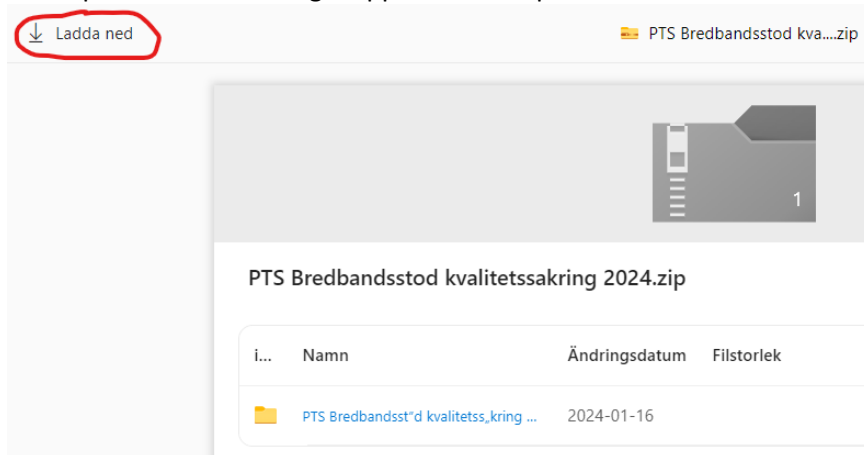 Ladda ned
PTS Bredbandsstod kva....zip
1
PTS Bredbandsstod kvalitetssakring 2024.zip
i... Namn Ändringsdatum Filstorlek
PTS Bredbandsst"d kvalitetss„kring ... 2024-01-16